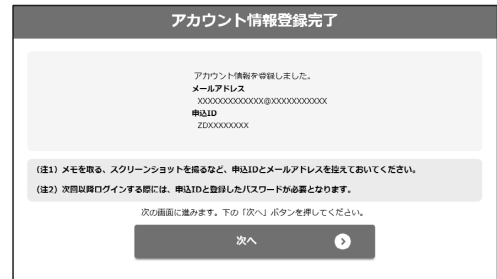 アカウント情報登録完了
アカウント情報を登録しました。
メールアドレス
XXXXXXXXXXXXX@XXXXXXXXXXX
申込ID
ZDXXXXXXXX
（注1）メモを取る、スクリーンショットを撮るなど、申込IDとメールアドレスを控えておいてください。
（注2）次回以降ログインする際には、申込IDと登録したパスワードが必要となります。
次の画面に進みます。下の「次へ」ボタンを押してください。
次へ